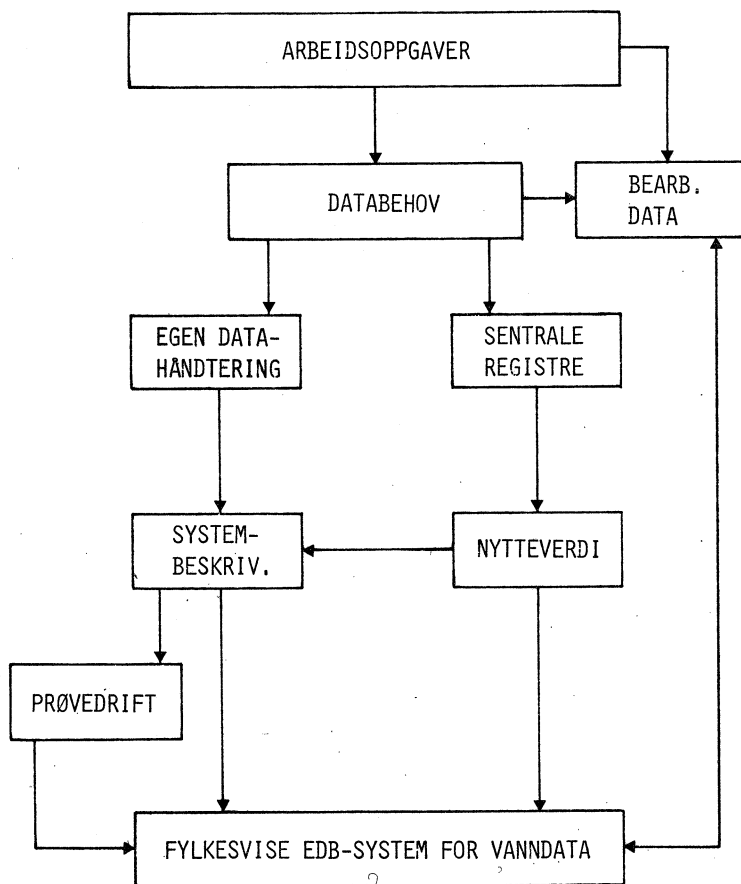 ARBEIDSOPPGAVER
DATABEHOV
BEARB.
DATA
EGEN DATA-
HÅNDTERING
SENTRALE
REGISTRE
SYSTEM-
BESKRIV.
NYTTEVERDI
PRØVEDRIFT
FYLKESVISE EDB-SYSTEM FOR VANNDATA